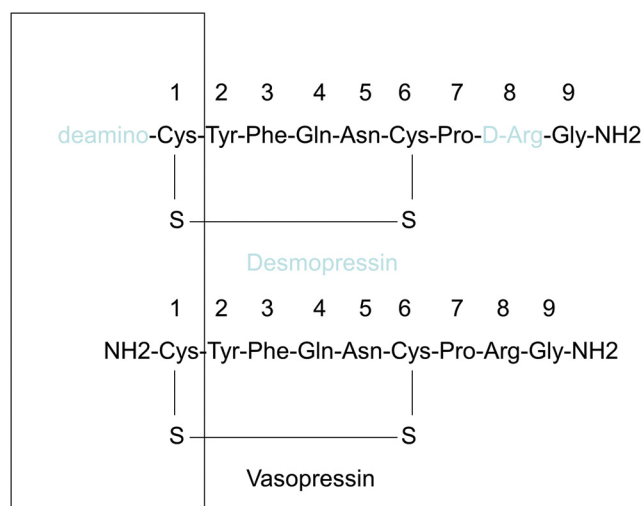 1 2 3 4 5 6 7 8 9
deamino-Cys-Tyr-Phe-Gln-Asn-Cys-Pro-D-Arg-Gly-NH2
S S
Desmopressin
1 2 3 4 5 6 7 8 9
NH2-Cys-Tyr-Phe-Gln-Asn-Cys-Pro-Arg-Gly-NH2
S S
Vasopressin